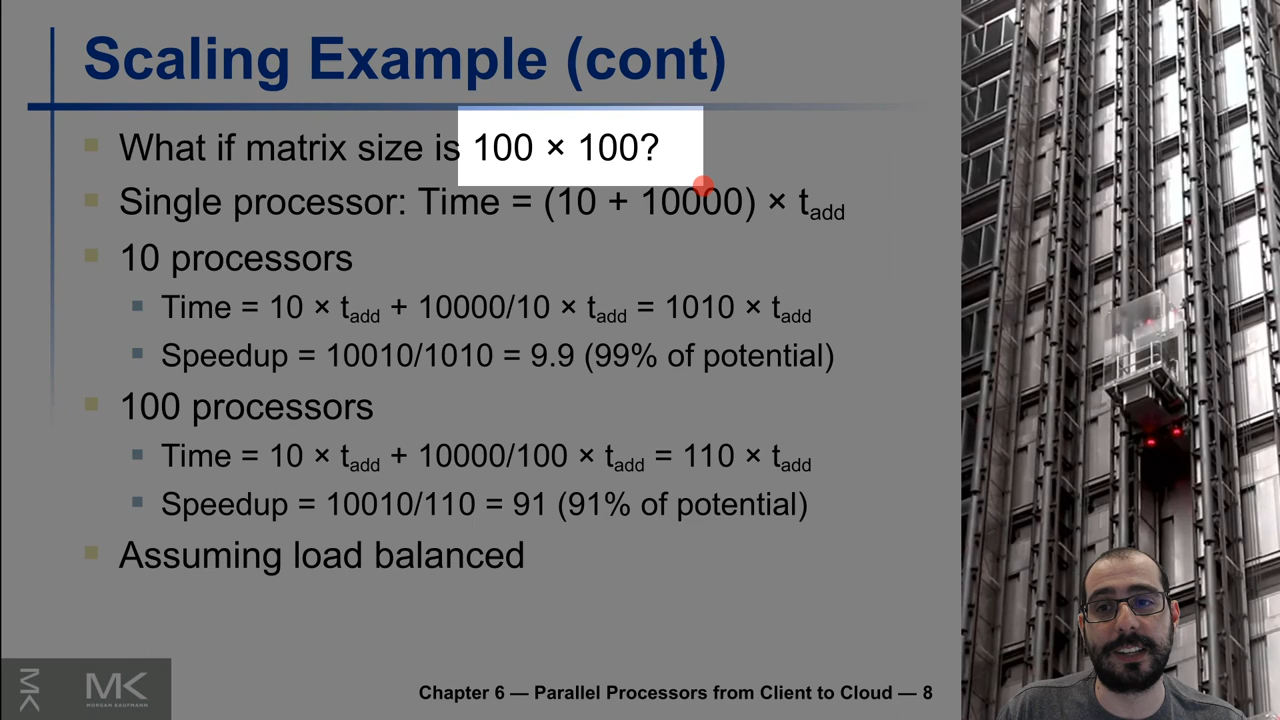 Scaling Example (cont)
What if matrix size is 100 × 100?
Single processor: Time = (10 + 10000) × tadd
10 processors
Time = 10 × tadd + 10000/10 × tadd = 1010 × tadd
Speedup = 10010/1010 = 9.9 (99% of potential)
100 processors
Time = 10 × tadd + 10000/100 × tadd = 110 × tadd
Speedup = 10010/110 = 91 (91% of potential)
Assuming load balanced
MK
MK
MORGAN KAUFMANN
Chapter 6 — Parallel Processors from Client to Cloud — 8